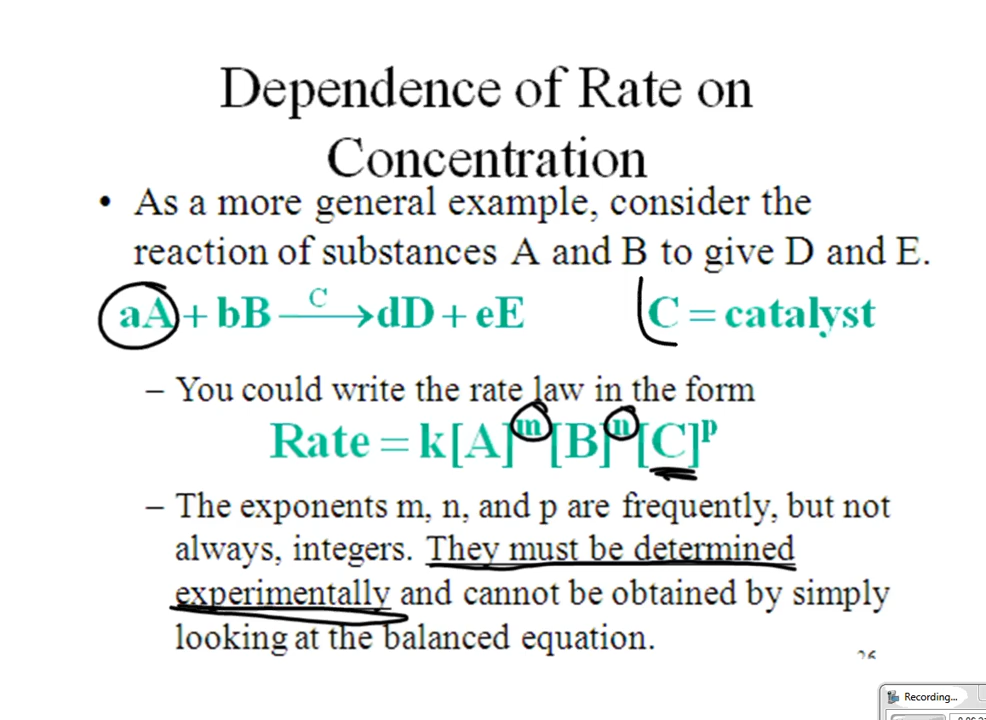 Dependence of Rate on
Concentration
• As a more general example, consider the
reaction of substances A and B to give D and E.
aA + bB —C→ dD + eE C = catalyst
– You could write the rate law in the form
Rate = k[A]^m[B]^n[C]^p
– The exponents m, n, and p are frequently, but not
always, integers. They must be determined
experimentally and cannot be obtained by simply
looking at the balanced equation.
Recording...